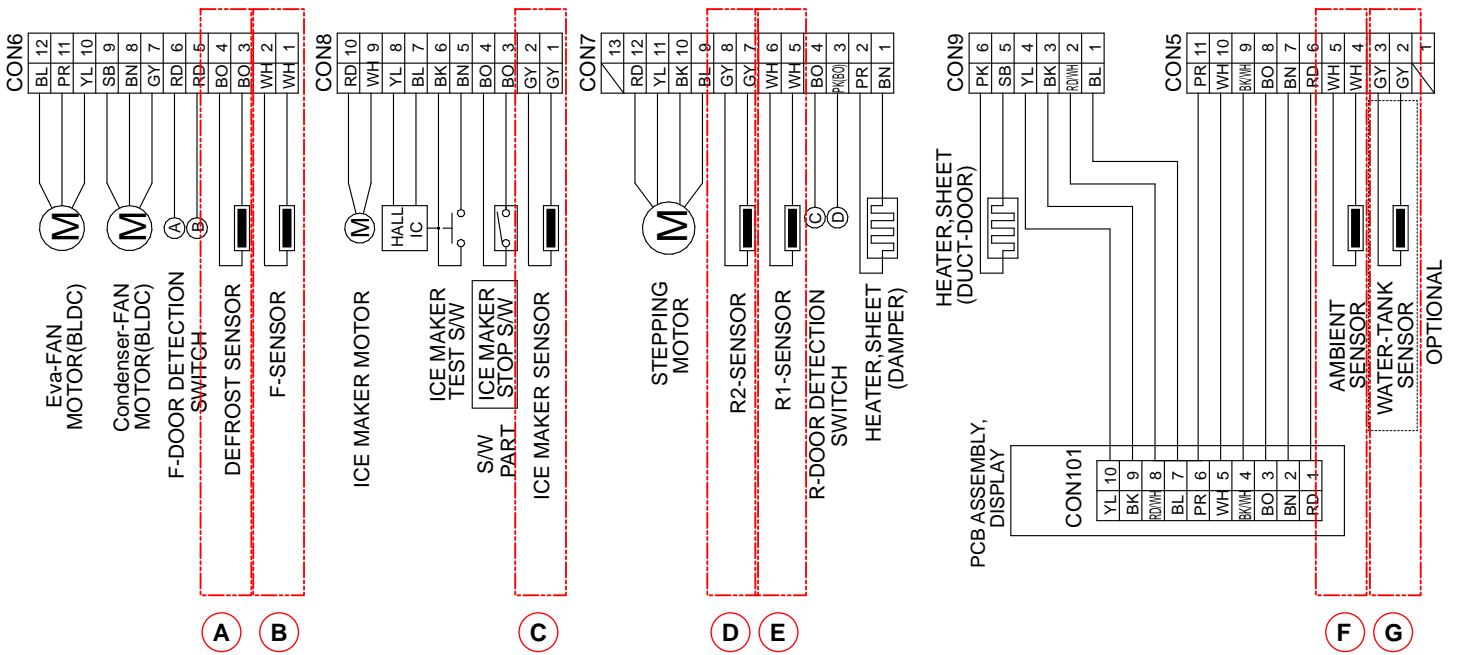 CON6
BL 12
PR 11
YL 10
SB 9
BN 8
GY 7
RD 6
RD 5
BO 4
BO 3
WH 2
WH 1
M
M
A
B
Eva-FAN
MOTOR(BLDC)
Condenser-FAN
MOTOR(BLDC)
F-DOOR DETECTION
SWITCH
DEFROST SENSOR
F-SENSOR
CON8
RD 10
WH 9
YL 8
BL 7
BK 6
BN 5
BO 4
BO 3
GY 2
GY 1
M
HALL
IC
ICE MAKER MOTOR
ICE MAKER
TEST S/W
ICE MAKER
STOP S/W
S/W
PART
ICE MAKER SENSOR
CON7
13
RD 12
YL 11
BK 10
BL 9
GY 8
GY 7
WH 6
WH 5
BO 4
PK(BO) 3
PR 2
BN 1
M
C
D
STEPPING
MOTOR
R2-SENSOR
R1-SENSOR
R-DOOR DETECTION
SWITCH
HEATER,SHEET
(DAMPER)
CON9
PK 6
SB 5
YL 4
BK 3
RD/WH 2
BL 1
HEATER,SHEET
(DUCT-DOOR)
CON5
PR 11
WH 10
BK/WH 9
BO 8
BN 7
RD 6
WH 5
WH 4
GY 3
GY 2
1
AMBIENT
SENSOR
WATER-TANK
SENSOR
OPTIONAL
PCB ASSEMBLY,
DISPLAY
CON101
YL 10
BK 9
RD/WH 8
BL 7
PR 6
WH 5
BK/WH 4
BO 3
BN 2
RD 1
A
B
C
D
E
F
G